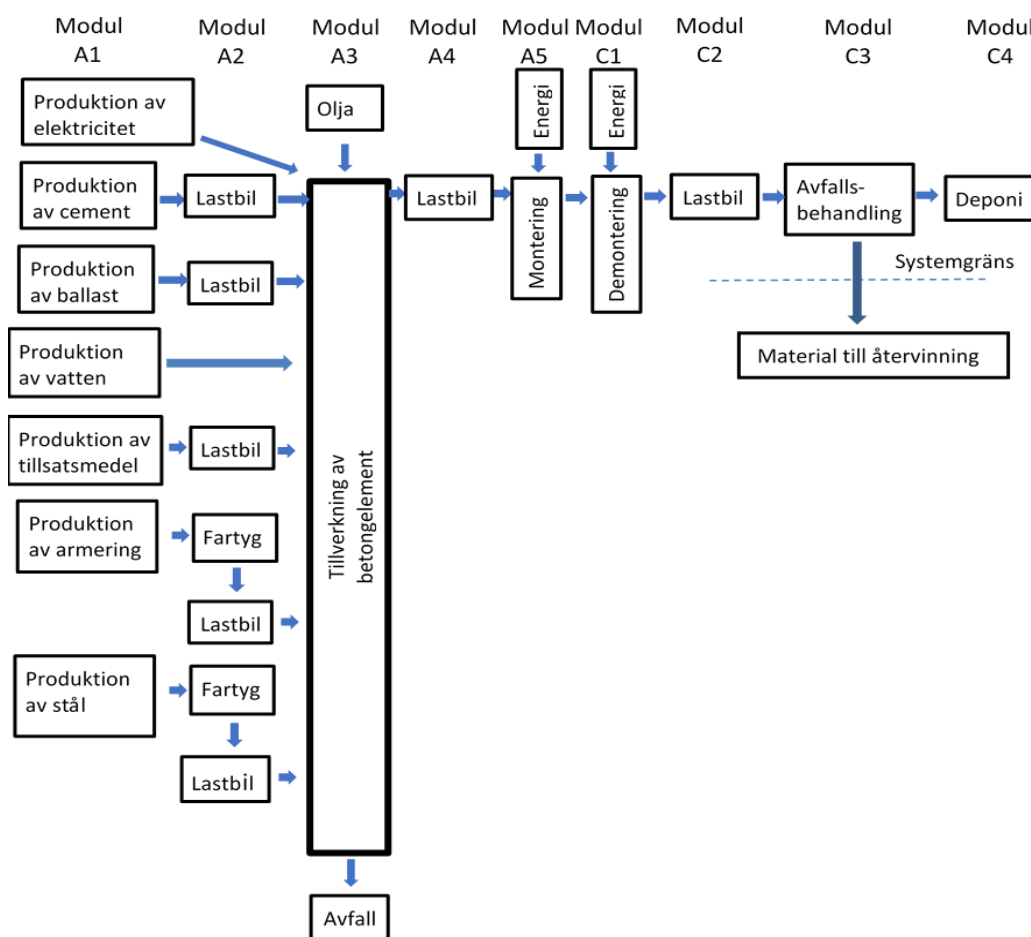 Modul
A1
Modul
A2
Modul
A3
Modul
A4
Modul
A5
Modul
C1
Modul
C2
Modul
C3
Modul
C4
Produktion av
elektricitet
Olja
Energi
Energi
Produktion
av cement
Lastbil
Lastbil
Montering
Demontering
Lastbil
Avfalls-
behandling
Deponi
Produktion
av ballast
Lastbil
Systemgräns
Produktion
av vatten
Material till återvinning
Produktion av
tillsatsmedel
Lastbil
Tillverkning av
betongelement
Produktion
av armering
Fartyg
Lastbil
Produktion
av stål
Fartyg
Lastbil
Avfall